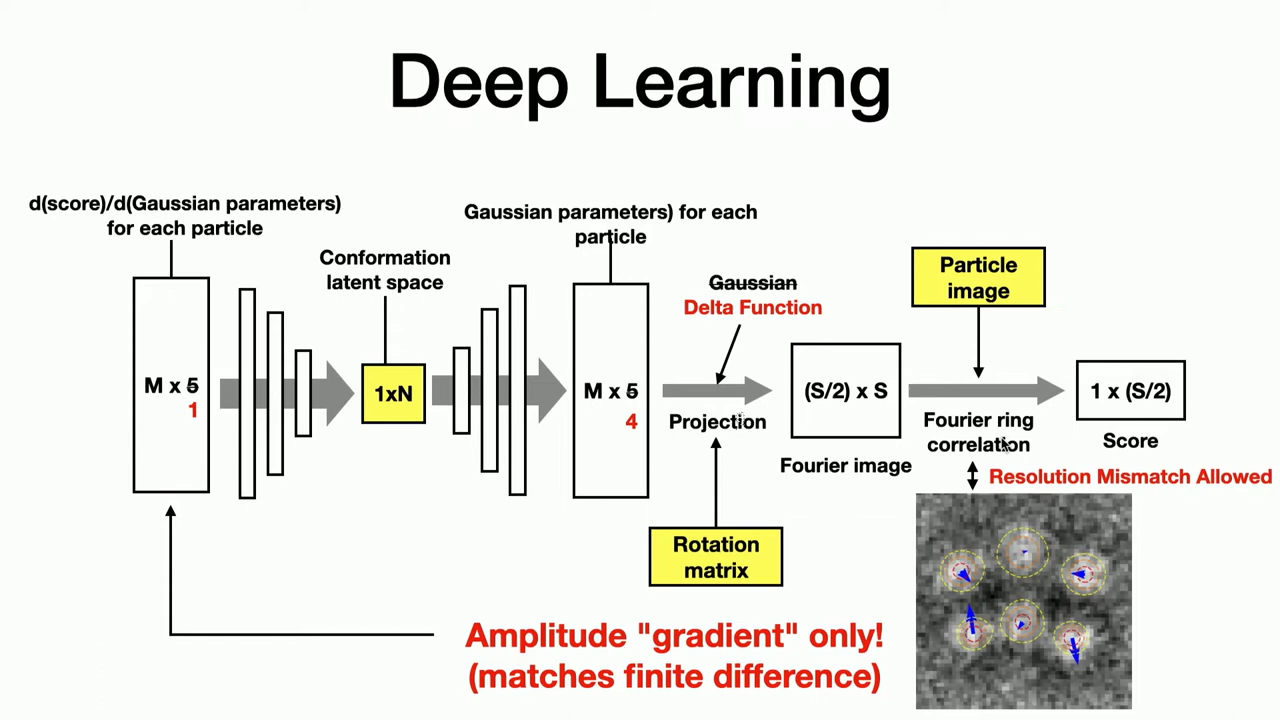 Deep Learning
d(score)/d(Gaussian parameters)
for each particle
Gaussian parameters) for each
particle
Conformation
latent space
Gaussian
Delta Function
Particle
image
M x 5
1
1xN
M x 5
4
Projection
(S/2) x S
Fourier image
Fourier ring
correlation
1 x (S/2)
Score
Resolution Mismatch Allowed
Rotation
matrix
Amplitude "gradient" only!
(matches finite difference)